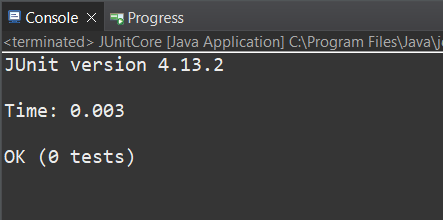 Console Progress
<terminated> JUnitCore [Java Application] C:\Program Files\Java\j
JUnit version 4.13.2
Time: 0.003
OK (0 tests)